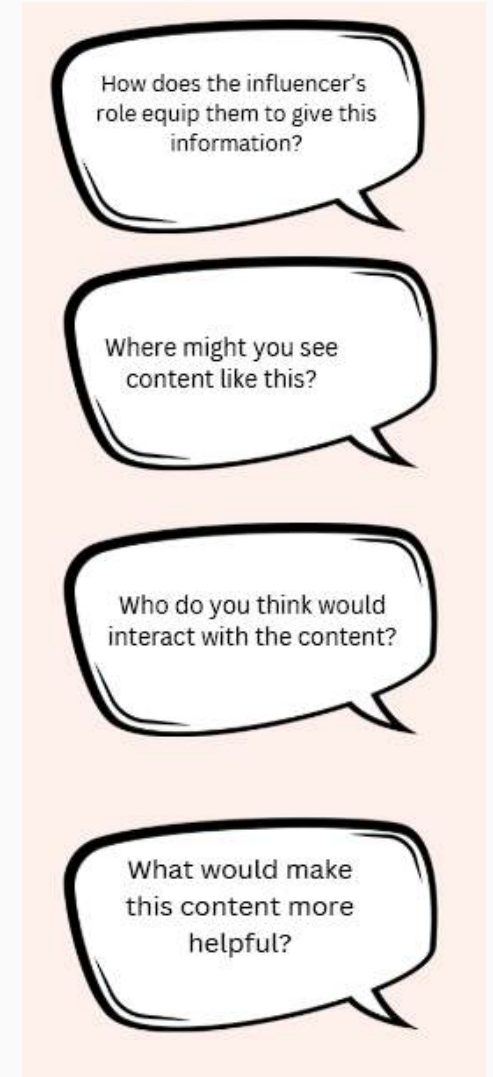 How does the influencer's
role equip them to give this
information?
Where might you see
content like this?
Who do you think would
interact with the content?
What would make
this content more
helpful?